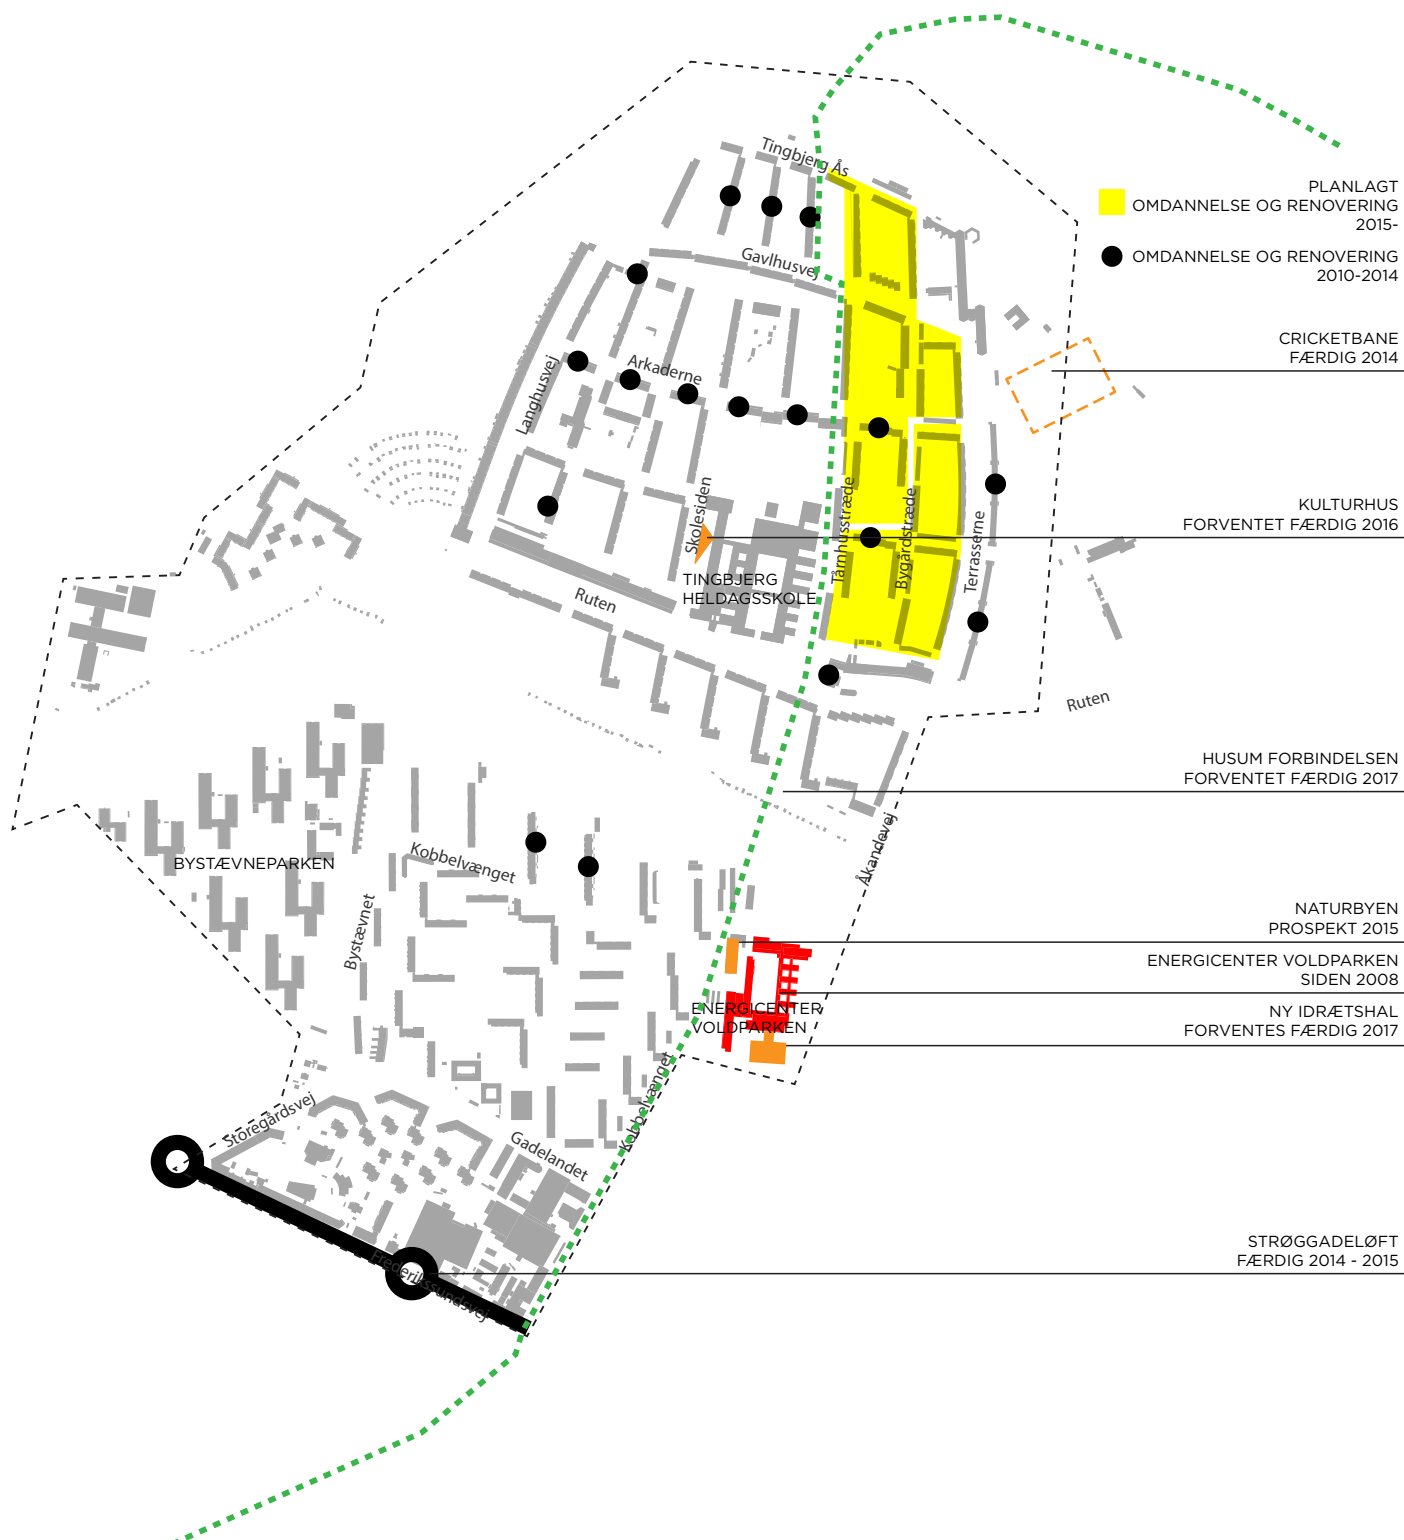 Tingbjerg Ås
PLANLAGT
OMDANNELSE OG RENOVERING
2015-
Gavlhusvej
OMDANNELSE OG RENOVERING
2010-2014
CRICKETBANE
FÆRDIG 2014
Arkaderne
Langhusvej
Skolesiden
Tårnhusstræde
Bygårdstræde
Terrasserne
KULTURHUS
FORVENTET FÆRDIG 2016
TINGBJERG
HELDAGSSKOLE
Ruten
Ruten
HUSUM FORBINDELSEN
FORVENTET FÆRDIG 2017
Åkandevej
BYSTÆVNEPARKEN
Kobbelvænget
Bystævnet
NATURBYEN
PROSPEKT 2015
ENERGICENTER VOLDPARKEN
SIDEN 2008
ENERGICENTER
VOLDPARKEN
NY IDRÆTSHAL
FORVENTES FÆRDIG 2017
Kobbelvænget
Storegårdsvej
Gadelandet
STRØGGADELØFT
FÆRDIG 2014 - 2015
Frederikssundsvej